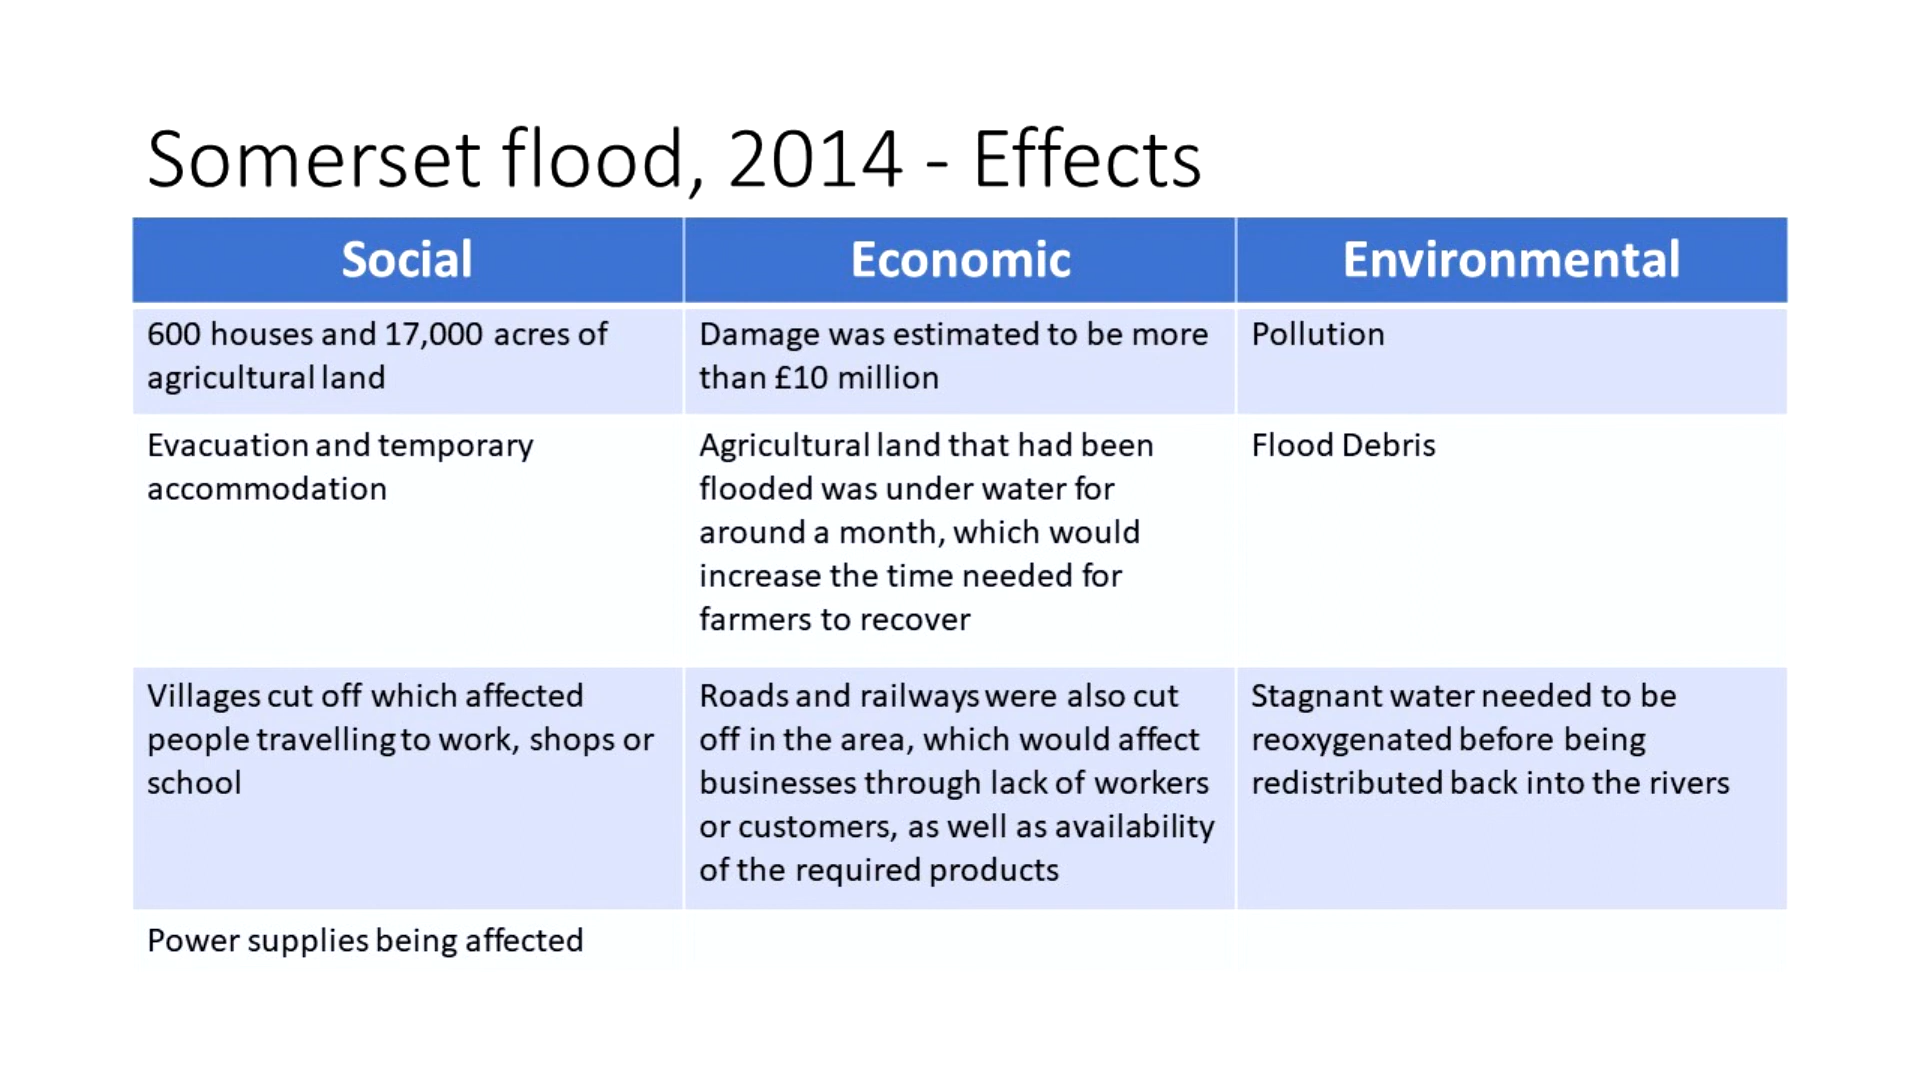 Somerset flood, 2014 - Effects
Social
Economic
Environmental
600 houses and 17,000 acres of
agricultural land
Damage was estimated to be more
than £10 million
Pollution
Evacuation and temporary
accommodation
Agricultural land that had been
flooded was under water for
around a month, which would
increase the time needed for
farmers to recover
Flood Debris
Villages cut off which affected
people travelling to work, shops or
school
Roads and railways were also cut
off in the area, which would affect
businesses through lack of workers
or customers, as well as availability
of the required products
Stagnant water needed to be
reoxygenated before being
redistributed back into the rivers
Power supplies being affected